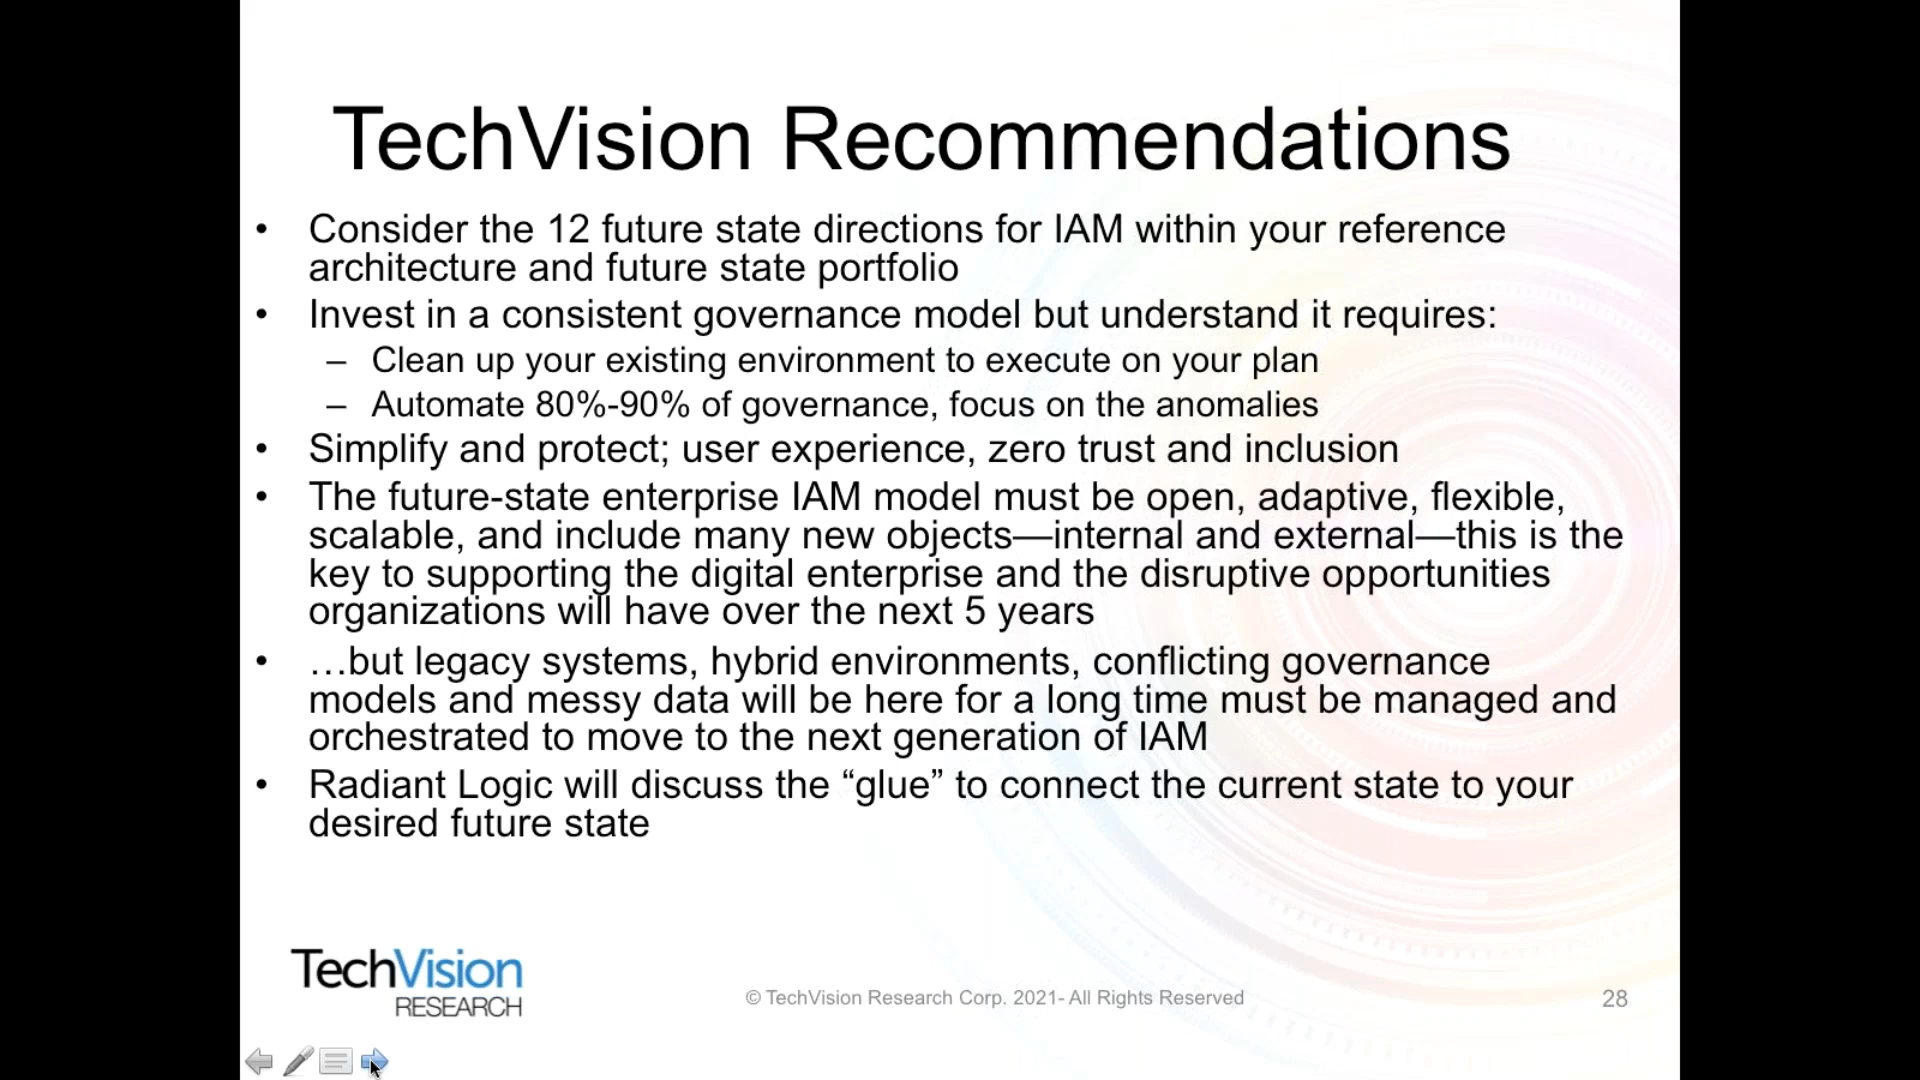 TechVision Recommendations
• Consider the 12 future state directions for IAM within your reference
architecture and future state portfolio
• Invest in a consistent governance model but understand it requires:
– Clean up your existing environment to execute on your plan
– Automate 80%-90% of governance, focus on the anomalies
• Simplify and protect; user experience, zero trust and inclusion
• The future-state enterprise IAM model must be open, adaptive, flexible,
scalable, and include many new objects—internal and external—this is the
key to supporting the digital enterprise and the disruptive opportunities
organizations will have over the next 5 years
• …but legacy systems, hybrid environments, conflicting governance
models and messy data will be here for a long time must be managed and
orchestrated to move to the next generation of IAM
• Radiant Logic will discuss the “glue” to connect the current state to your
desired future state
TechVision
RESEARCH
© TechVision Research Corp. 2021- All Rights Reserved
28